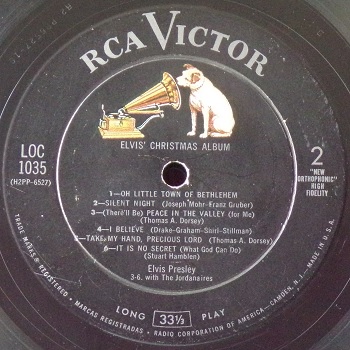 RCA VICTOR
ELVIS' CHRISTMAS ALBUM
LOC
1035
(H2PP-6527)
2
"NEW
ORTHOPHONIC"
HIGH
FIDELITY
1—OH LITTLE TOWN OF BETHLEHEM
2—SILENT NIGHT (Joseph Mohr-Franz Gruber)
3—(There'll Be) PEACE IN THE VALLEY (for Me)
(Thomas A. Dorsey)
4—I BELIEVE (Drake-Graham-Shirl-Stillman)
5—TAKE MY HAND, PRECIOUS LORD (Thomas A. Dorsey)
6—IT IS NO SECRET (What God Can Do)
(Stuart Hamblen)
Elvis Presley
3-6. with The Jordanaires
LONG 33⅓ PLAY
TRADE MARKS ® REGISTERED • MARCAS REGISTRADAS • RADIO CORPORATION OF AMERICA—CAMDEN, N. J.